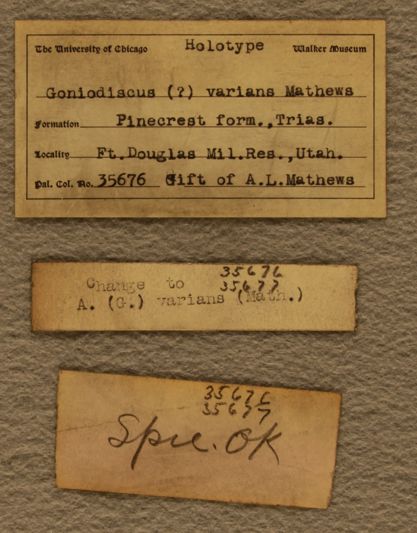 The University of Chicago Holotype Walker Museum
Goniodiscus (?) varians Mathews
Formation Pinecrest form.,Trias.
Locality Ft.Douglas Mil.Res.,Utah.
Pal. Col. No. 35676 Gift of A.L.Mathews
35676
Change to 35677
A. (G.) varians (Math.)
35676
35677
Spec. OK